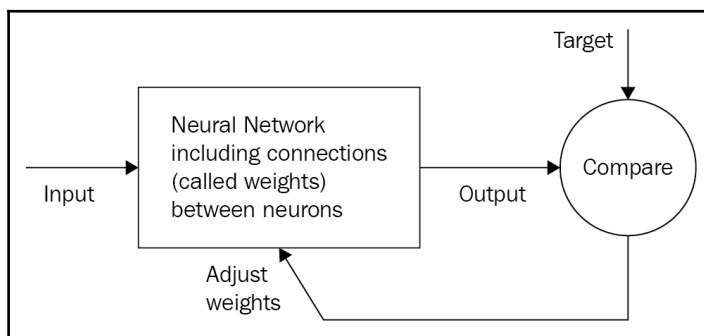 Target
Neural Network
including connections
(called weights)
between neurons
Compare
Input
Output
Adjust
weights